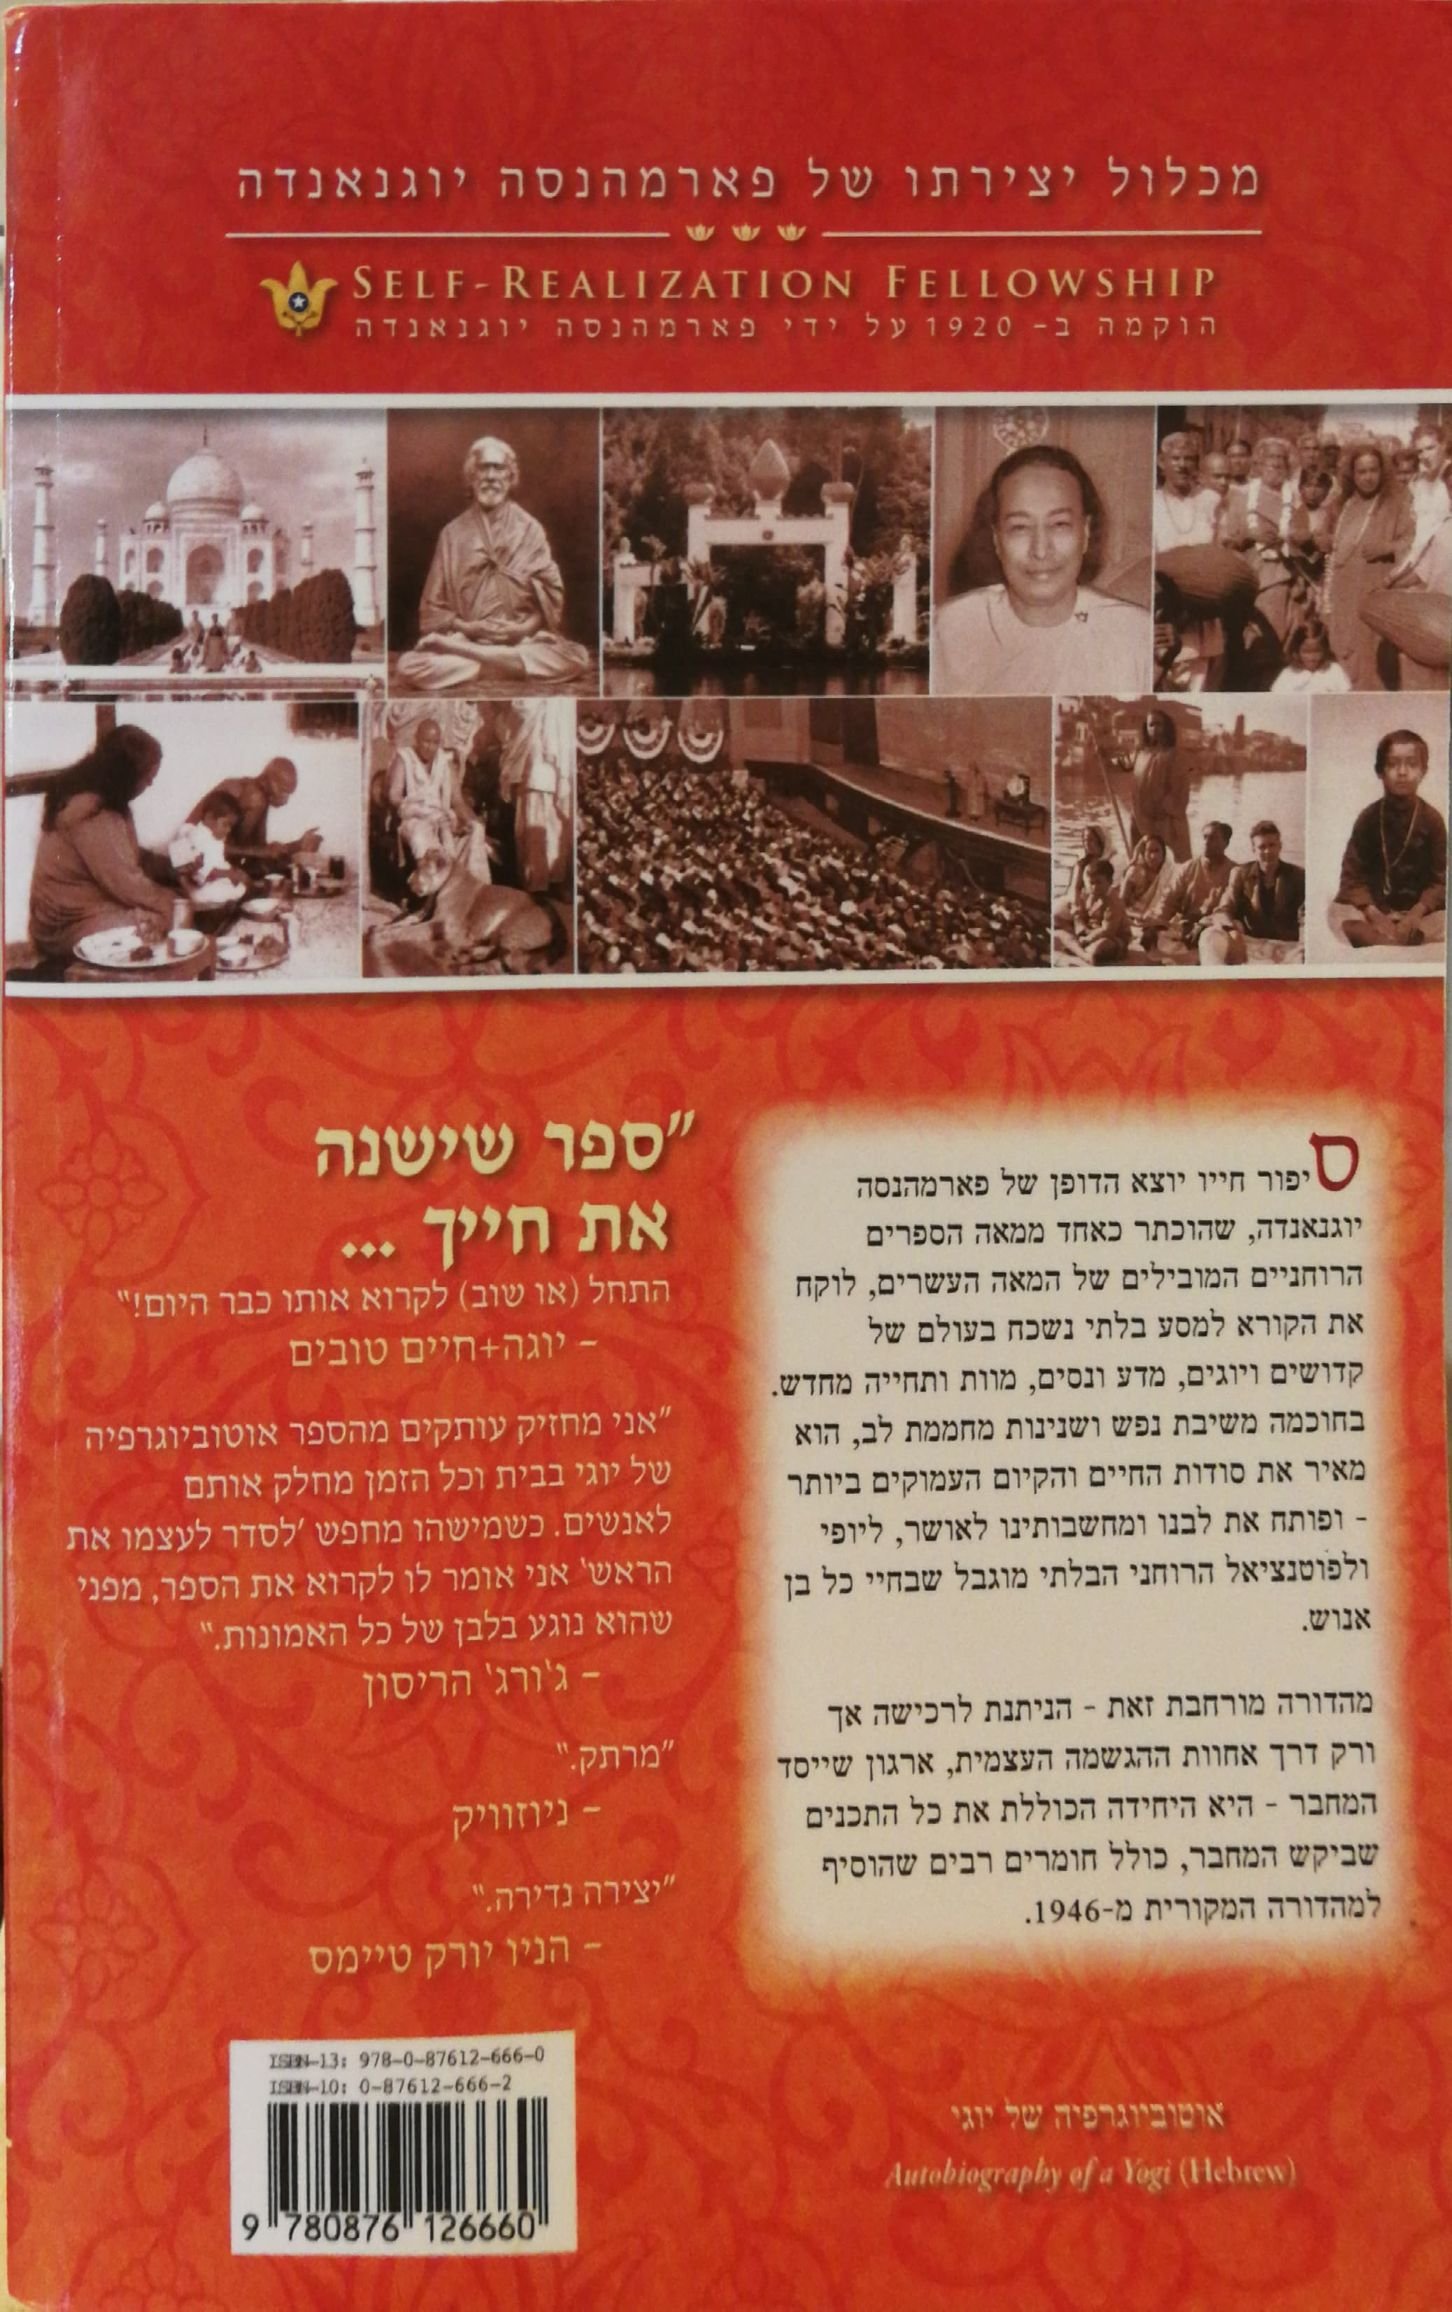 מכלול יצירתו של פארמהנסה יוגנאנדה
SELF-REALIZATION FELLOWSHIP
הוקמה ב- 1920 על ידי פארמהנסה יוגנאנדה
סיפור חייו יוצא הדופן של פארמהנסה
יוגנאנדה, שהוכתר כאחד ממאה הספרים
הרוחניים המובילים של המאה העשרים, לוקח
את הקורא למסע בלתי נשכח בעולם של
קדושים ויוגים, מדע ונסים, מוות ותחייה מחדש.
בחוכמה משיבת נפש ושנינות מחממת לב, הוא
מאיר את סודות החיים והקיום העמוקים ביותר
- ופותח את לבנו ומחשבותינו לאושר, ליופי
ולפוטנציאל הרוחני הבלתי מוגבל שבחיי כל בן
אנוש.
מהדורה מורחבת זאת - הניתנת לרכישה אך
ורק דרך אחוות ההגשמה העצמית, ארגון שייסד
המחבר - היא היחידה הכוללת את כל התכנים
שביקש המחבר, כולל חומרים רבים שהוסיף
למהדורה המקורית מ-1946.
"ספר שישנה
את חייך ...
התחל (או שוב) לקרוא אותו כבר היום!"
- יוגה+חיים טובים
"אני מחזיק עותקים מהספר אוטוביוגרפיה
של יוגי בבית וכל הזמן מחלק אותם
לאנשים. כשמישהו מחפש 'לסדר לעצמו את
הראש' אני אומר לו לקרוא את הספר, מפני
שהוא נוגע בלבן של כל האמונות."
- ג'ורג' הריסון
"מרתק."
- ניוזוויק
"יצירה נדירה."
- הניו יורק טיימס
אוטוביוגרפיה של יוגי
Autobiography of a Yogi (Hebrew)
ISBN-13: 978-0-87612-666-0
ISBN-10: 0-87612-666-2
9 780876 126660